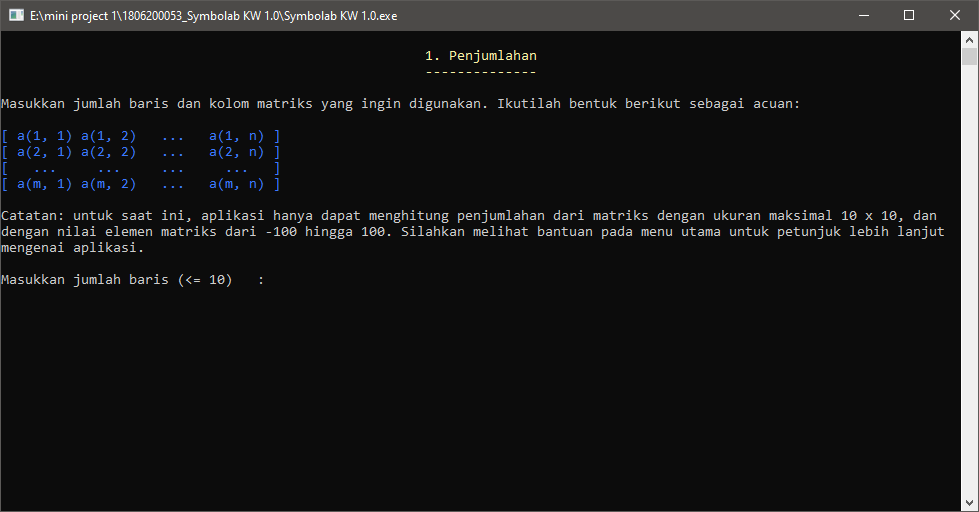 E:\mini project 1\1806200053_Symbolab KW 1.0\Symbolab KW 1.0.exe
1. Penjumlahan
--------------
Masukkan jumlah baris dan kolom matriks yang ingin digunakan. Ikutilah bentuk berikut sebagai acuan:
[ a(1, 1) a(1, 2)   ...   a(1, n) ]
[ a(2, 1) a(2, 2)   ...   a(2, n) ]
[   ...     ...     ...     ...   ]
[ a(m, 1) a(m, 2)   ...   a(m, n) ]
Catatan: untuk saat ini, aplikasi hanya dapat menghitung penjumlahan dari matriks dengan ukuran maksimal 10 x 10, dan
dengan nilai elemen matriks dari -100 hingga 100. Silahkan melihat bantuan pada menu utama untuk petunjuk lebih lanjut
mengenai aplikasi.
Masukkan jumlah baris (<= 10)   :